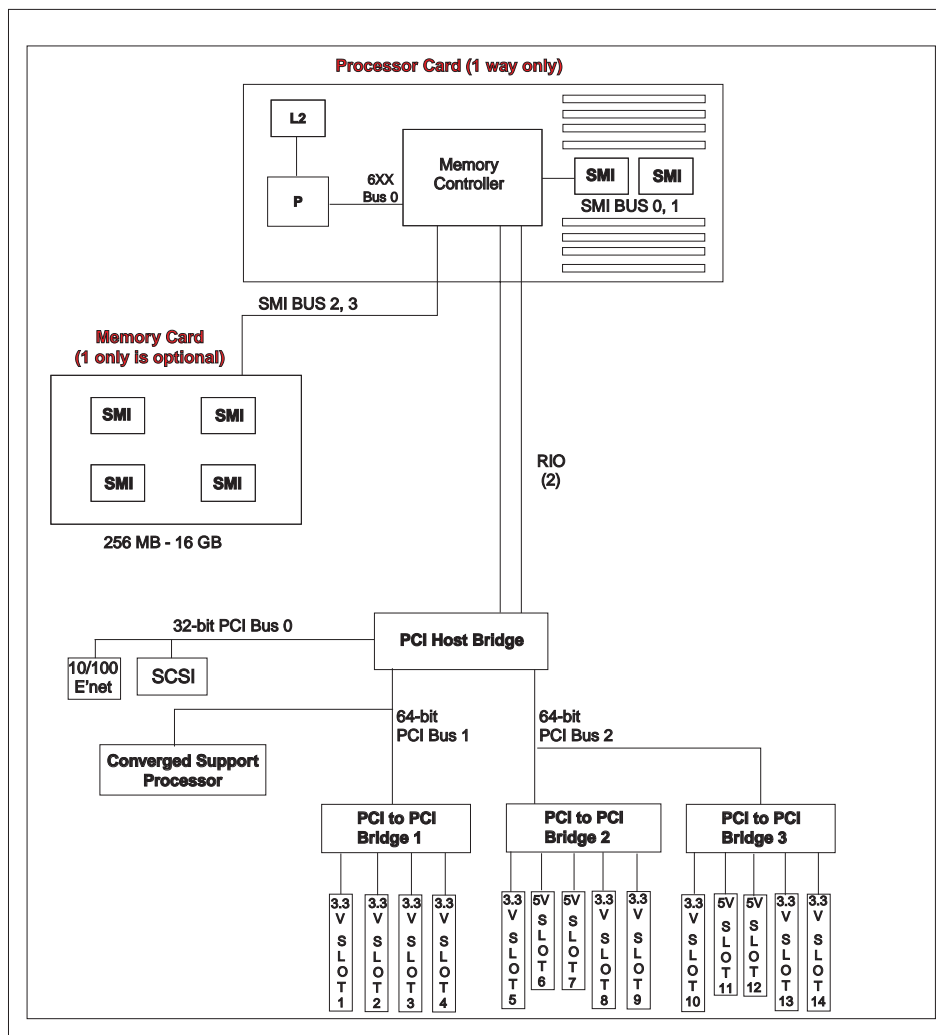 Processor Card (1 way only)
L2
P
6XX
Bus 0
Memory
Controller
SMI
SMI
SMI BUS 0, 1
SMI BUS 2, 3
Memory Card
(1 only is optional)
SMI
SMI
SMI
SMI
256 MB - 16 GB
RIO
(2)
32-bit PCI Bus 0
PCI Host Bridge
10/100
E'net
SCSI
64-bit
PCI Bus 1
64-bit
PCI Bus 2
Converged Support
Processor
PCI to PCI
Bridge 1
PCI to PCI
Bridge 2
PCI to PCI
Bridge 3
3.3 V SLOT 1
3.3 V SLOT 2
3.3 V SLOT 3
3.3 V SLOT 4
3.3 V SLOT 5
5V SLOT 6
5V SLOT 7
3.3 V SLOT 8
3.3 V SLOT 9
3.3 V SLOT 10
5V SLOT 11
5V SLOT 12
3.3 V SLOT 13
3.3 V SLOT 14